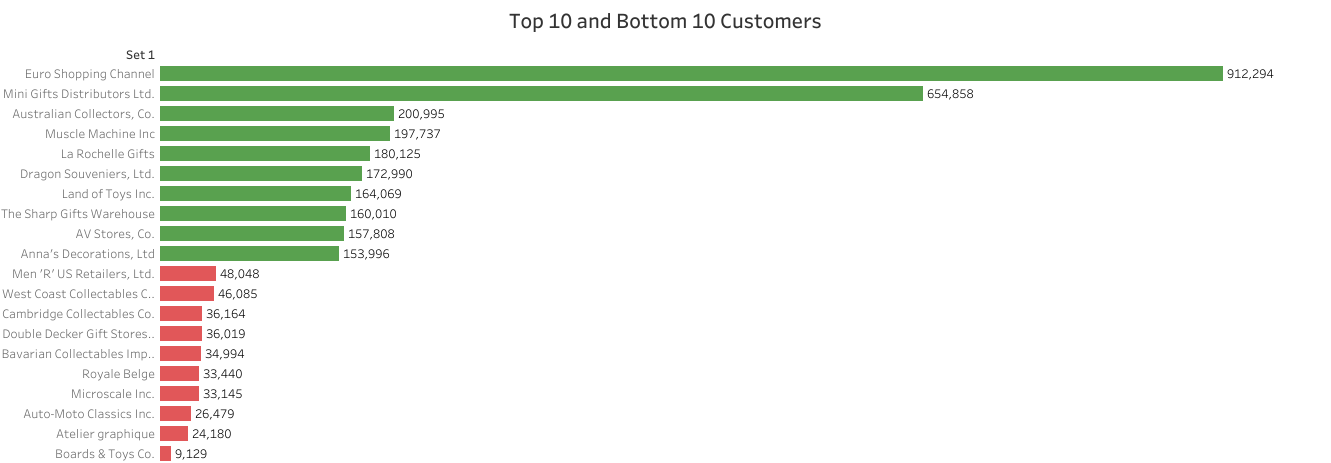 Top 10 and Bottom 10 Customers
Set 1
Euro Shopping Channel 912,294
Mini Gifts Distributors Ltd. 654,858
Australian Collectors, Co. 200,995
Muscle Machine Inc 197,737
La Rochelle Gifts 180,125
Dragon Souveniers, Ltd. 172,990
Land of Toys Inc. 164,069
The Sharp Gifts Warehouse 160,010
AV Stores, Co. 157,808
Anna's Decorations, Ltd 153,996
Men 'R' US Retailers, Ltd. 48,048
West Coast Collectables C.. 46,085
Cambridge Collectables Co. 36,164
Double Decker Gift Stores.. 36,019
Bavarian Collectables Imp.. 34,994
Royale Belge 33,440
Microscale Inc. 33,145
Auto-Moto Classics Inc. 26,479
Atelier graphique 24,180
Boards & Toys Co. 9,129